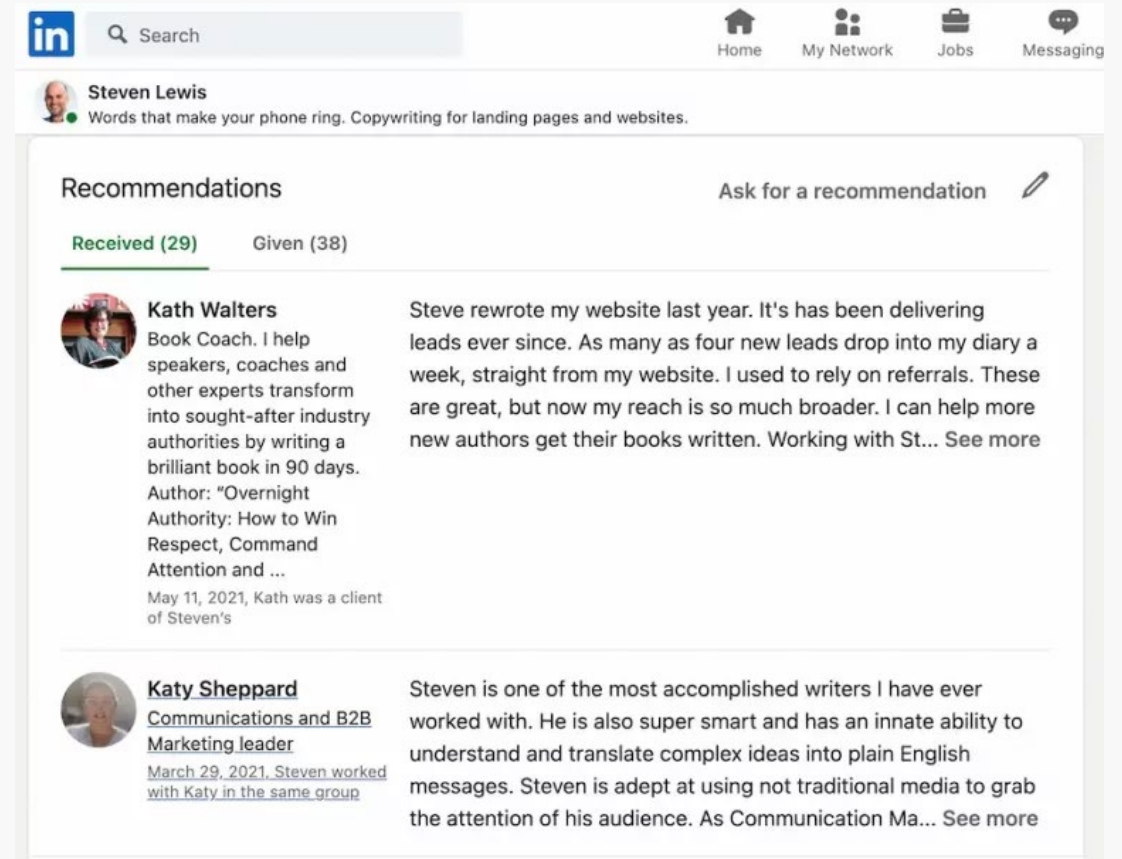 in
Search
Home
My Network
Jobs
Messaging
Steven Lewis
Words that make your phone ring. Copywriting for landing pages and websites.
Recommendations
Ask for a recommendation
Received (29)
Given (38)
Kath Walters
Book Coach. I help
speakers, coaches and
other experts transform
into sought-after industry
authorities by writing a
brilliant book in 90 days.
Author: "Overnight
Authority: How to Win
Respect, Command
Attention and ...
May 11, 2021, Kath was a client
of Steven's
Steve rewrote my website last year. It's has been delivering
leads ever since. As many as four new leads drop into my diary a
week, straight from my website. I used to rely on referrals. These
are great, but now my reach is so much broader. I can help more
new authors get their books written. Working with St... See more
Katy Sheppard
Communications and B2B
Marketing leader
March 29, 2021, Steven worked
with Katy in the same group
Steven is one of the most accomplished writers I have ever
worked with. He is also super smart and has an innate ability to
understand and translate complex ideas into plain English
messages. Steven is adept at using not traditional media to grab
the attention of his audience. As Communication Ma... See more